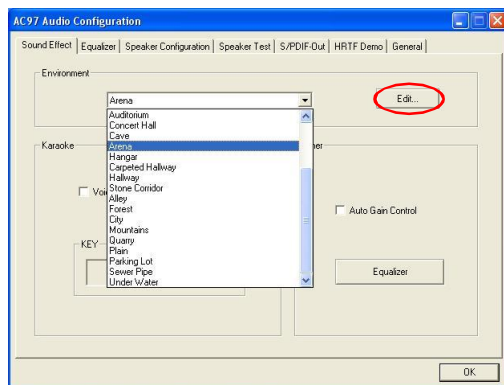 AC97 Audio Configuration
Sound Effect Equalizer Speaker Configuration Speaker Test S/PDIF-Out HRTF Demo General
Environment
Arena
Edit...
Auditorium
Concert Hall
Cave
Arena
Hangar
Carpeted Hallway
Hallway
Stone Corridor
Alley
Forest
City
Mountains
Quarry
Plain
Parking Lot
Sewer Pipe
Under Water
Karaoke
KEY
Auto Gain Control
Equalizer
OK